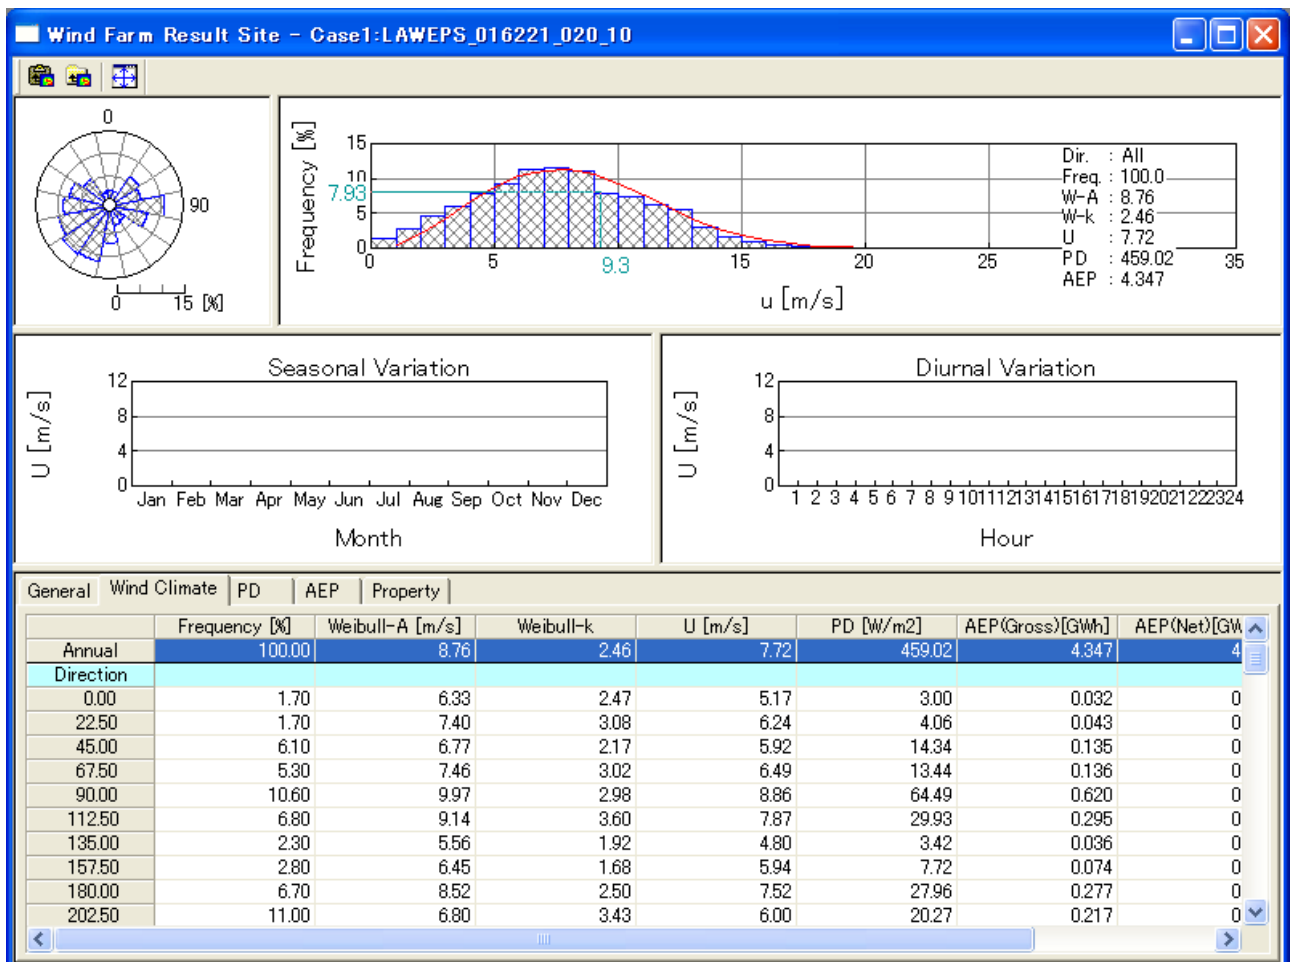 Wind Farm Result Site - Case1:LAWEPS_016221_020_10
0
90
0 15 [%]
Frequency [%]
15
10
7.93
5
0
0 5 9.3 15 20 25 35
u [m/s]
Dir. : All
Freq. : 100.0
W-A : 8.76
W-k : 2.46
U : 7.72
PD : 459.02
AEP : 4.347
Seasonal Variation
U [m/s]
12
8
4
0
Jan Feb Mar Apr May Jun Jul Aug Sep Oct Nov Dec
Month
Diurnal Variation
U [m/s]
12
8
4
0
1 2 3 4 5 6 7 8 9 10 11 12 13 14 15 16 17 18 19 20 21 22 23 24
Hour
General Wind Climate PD AEP Property
Frequency [%] Weibull-A [m/s] Weibull-k U [m/s] PD [W/m2] AEP(Gross)[GWh] AEP(Net)[GW
Annual 100.00 8.76 2.46 7.72 459.02 4.347 4
Direction
0.00 1.70 6.33 2.47 5.17 3.00 0.032 0
22.50 1.70 7.40 3.08 6.24 4.06 0.043 0
45.00 6.10 6.77 2.17 5.92 14.34 0.135 0
67.50 5.30 7.46 3.02 6.49 13.44 0.136 0
90.00 10.60 9.97 2.98 8.86 64.49 0.620 0
112.50 6.80 9.14 3.60 7.87 29.93 0.295 0
135.00 2.30 5.56 1.92 4.80 3.42 0.036 0
157.50 2.80 6.45 1.68 5.94 7.72 0.074 0
180.00 6.70 8.52 2.50 7.52 27.96 0.277 0
202.50 11.00 6.80 3.43 6.00 20.27 0.217 0